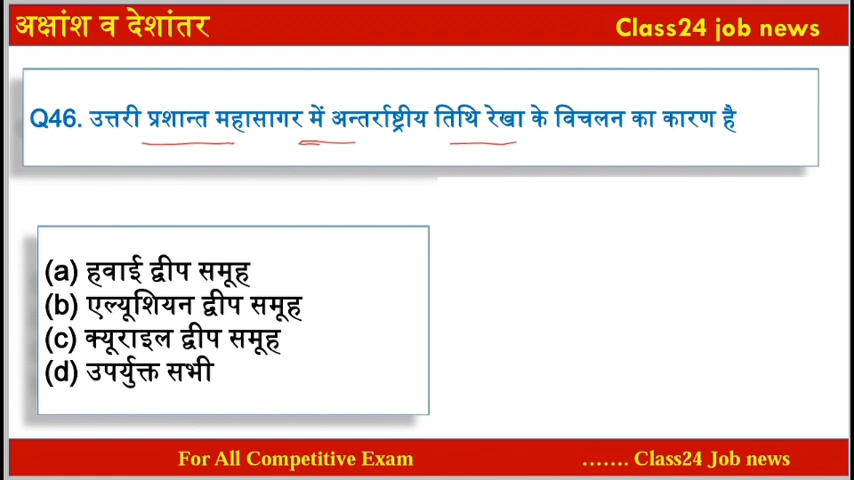 अक्षांश व देशांतर
Class24 job news
Q46. उत्तरी प्रशान्त महासागर में अन्तर्राष्ट्रीय तिथि रेखा के विचलन का कारण है
(a) हवाई द्वीप समूह
(b) एल्यूशियन द्वीप समूह
(c) क्यूराइल द्वीप समूह
(d) उपर्युक्त सभी
For All Competitive Exam
....... Class24 Job news